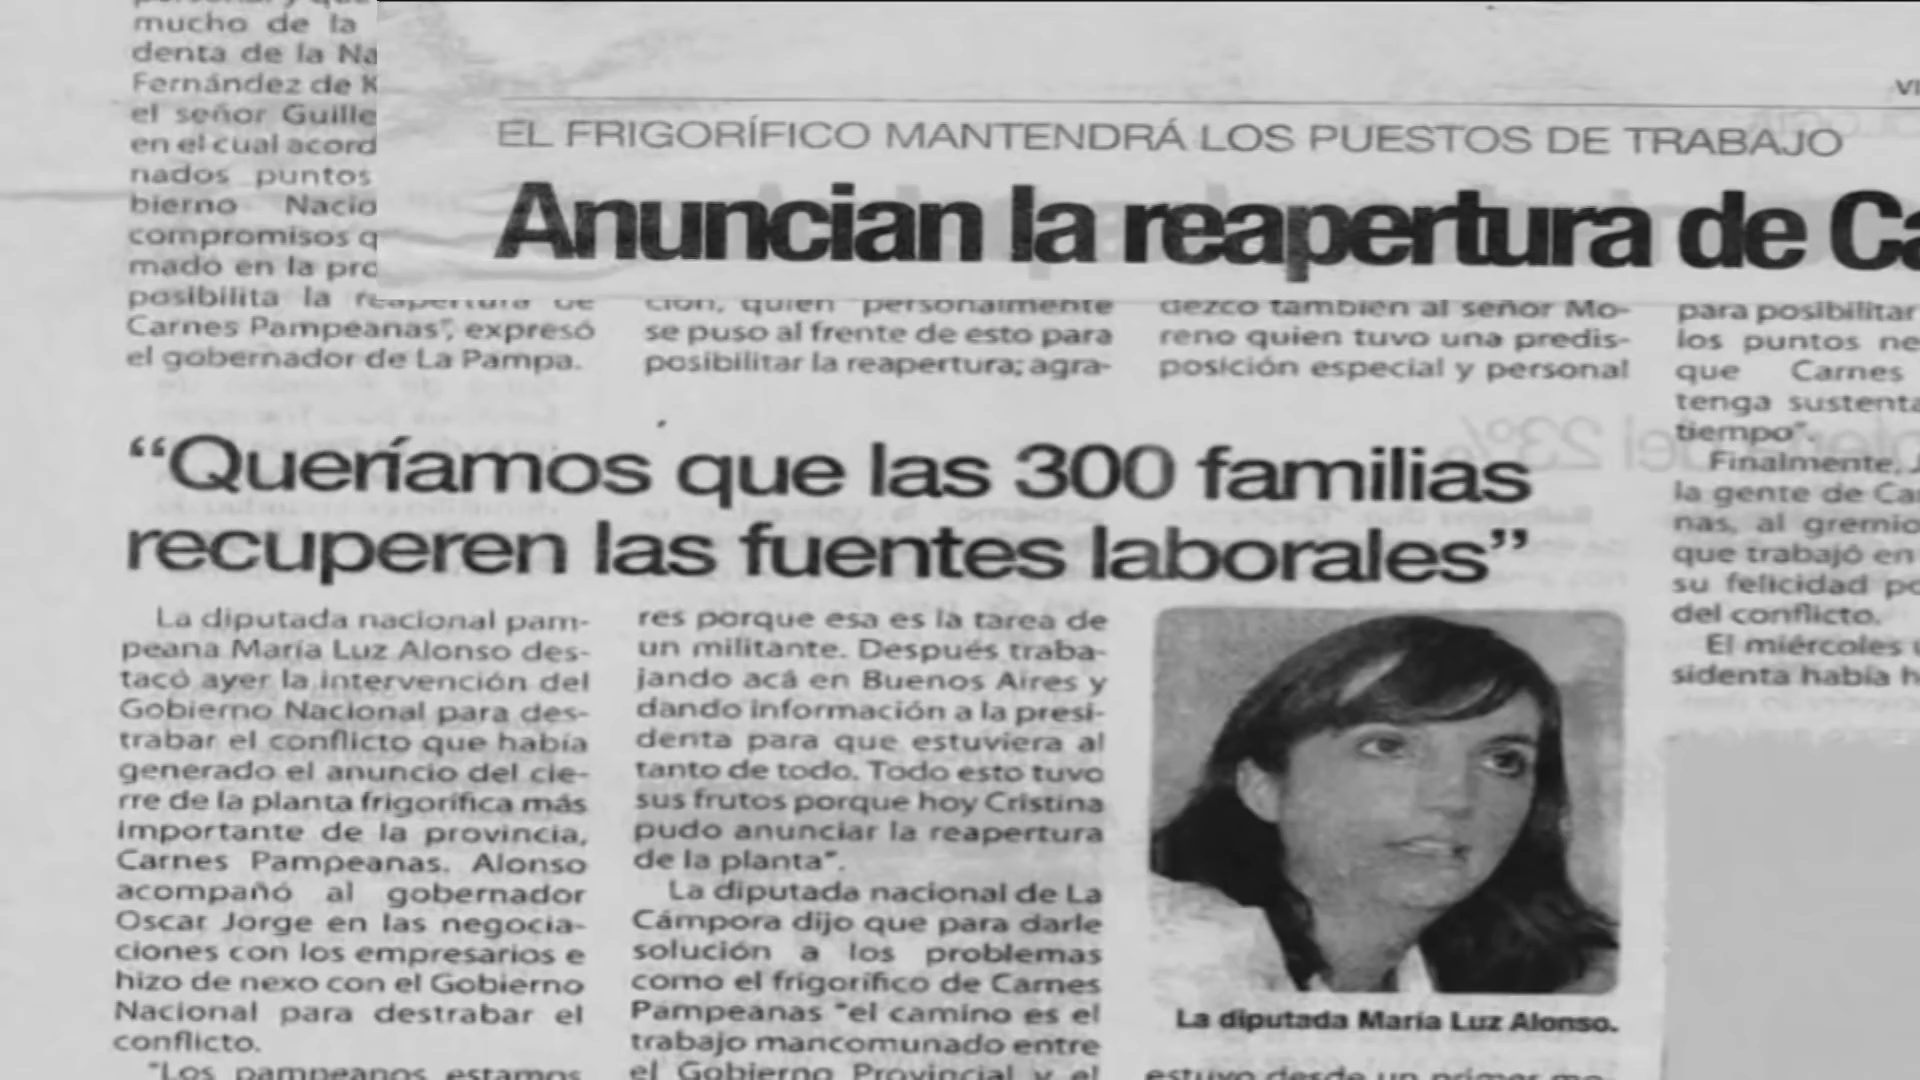 EL FRIGORÍFICO MANTENDRÁ LOS PUESTOS DE TRABAJO
Anuncian la reapertura de Ca
mucho de la
denta de la Na
Fernández de K
el señor Guille
en el cual acord
nados puntos
bierno Nacio
compromisos q
mado en la pro
posibilita la reapertura de
Carnes Pampeanas”, expresó
el gobernador de La Pampa.
ción, quien personalmente
se puso al frente de esto para
posibilitar la reapertura; agra-
dezco también al señor Mo-
reno quien tuvo una predis-
posición especial y personal
para posibilitar
los puntos ne
que Carnes
tenga sustenta
tiempo”.
Finalmente, J
la gente de Ca
nas, al gremio
que trabajó en
su felicidad po
del conflicto.
El miércoles
sidenta había h
“Queríamos que las 300 familias
recuperen las fuentes laborales”
La diputada nacional pam-
peana María Luz Alonso des-
tacó ayer la intervención del
Gobierno Nacional para des-
trabar el conflicto que había
generado el anuncio del cie-
rre de la planta frigorífica más
importante de la provincia,
Carnes Pampeanas. Alonso
acompañó al gobernador
Oscar Jorge en las negocia-
ciones con los empresarios e
hizo de nexo con el Gobierno
Nacional para destrabar el
conflicto.
“Los pampeanos estamos
res porque esa es la tarea de
un militante. Después traba-
jando acá en Buenos Aires y
dando información a la presi-
denta para que estuviera al
tanto de todo. Todo esto tuvo
sus frutos porque hoy Cristina
pudo anunciar la reapertura
de la planta”.
La diputada nacional de La
Cámpora dijo que para darle
solución a los problemas
como el frigorífico de Carnes
Pampeanas “el camino es el
trabajo mancomunado entre
el Gobierno Provincial y el
La diputada María Luz Alonso.
estuvo desde un primer mo-